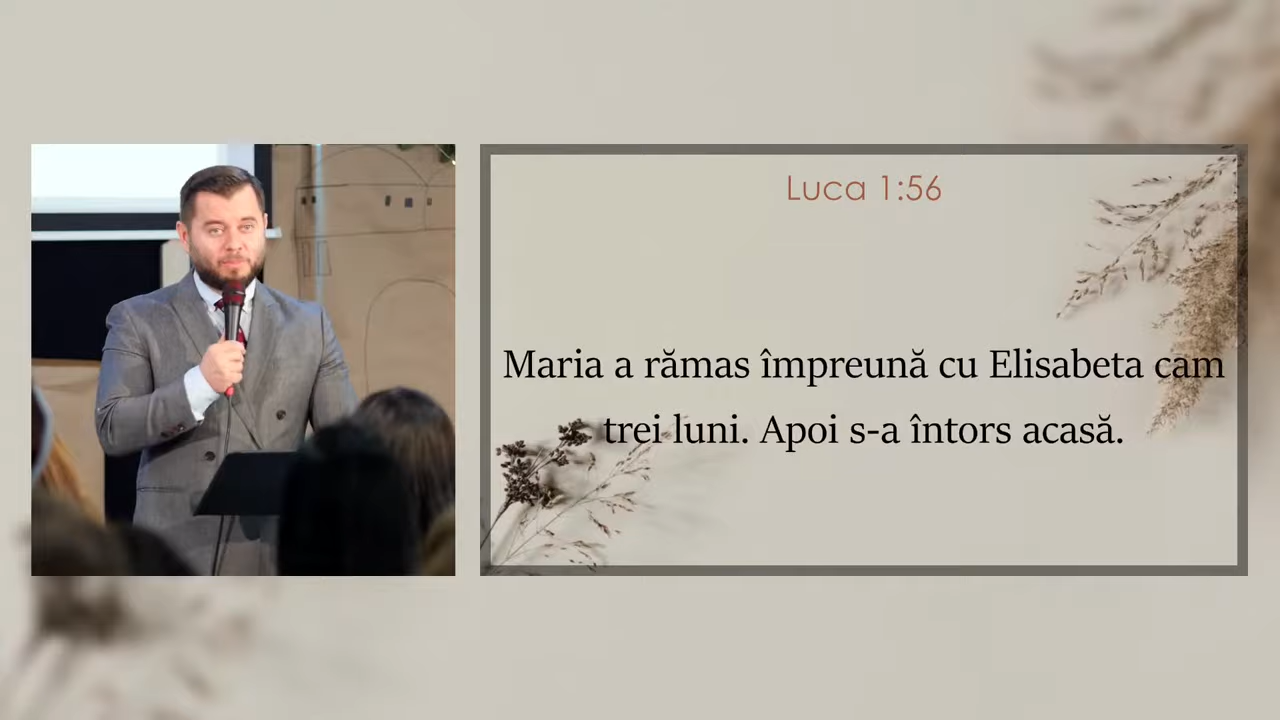 Luca 1:56
Maria a rămas împreună cu Elisabeta cam
trei luni. Apoi s-a întors acasă.